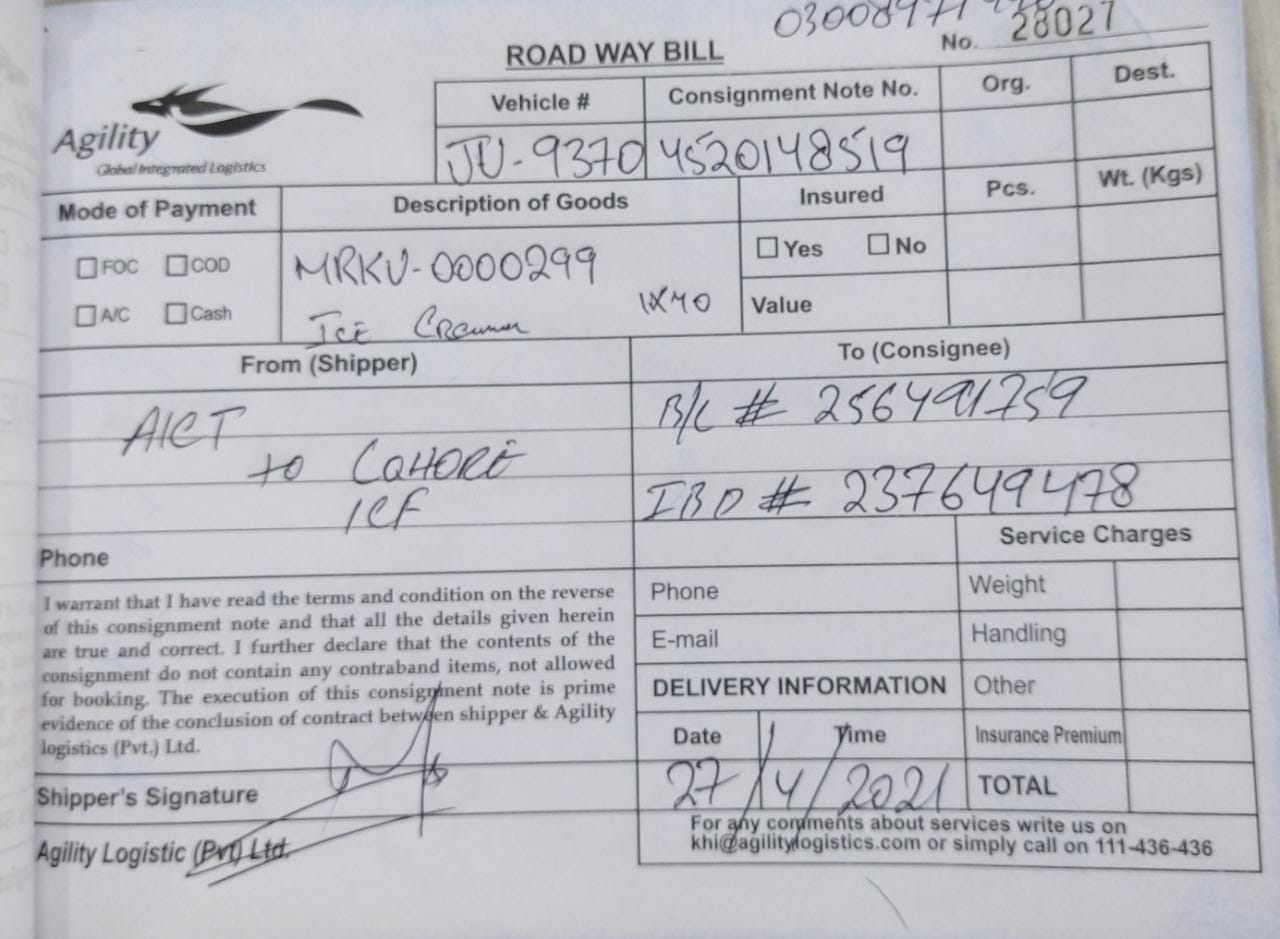 No. 28027
ROAD WAY BILL
Agility
Global Integrated Logistics
Vehicle # Consignment Note No. Org. Dest.
JU-9370 4520148519
Mode of Payment Description of Goods Insured Pcs. Wt. (Kgs)
FOC COD MRKU-0000299 Yes No
A/C Cash Ice 1X40 Value
From (Shipper) To (Consignee)
AICT B/L # 256491759
to LAHORE
ICF IBD # 237649478
Phone Service Charges
I warrant that I have read the terms and condition on the reverse
of this consignment note and that all the details given herein
are true and correct. I further declare that the contents of the
consignment do not contain any contraband items, not allowed
for booking. The execution of this consignment note is prime
evidence of the conclusion of contract between shipper & Agility
logistics (Pvt.) Ltd.
Phone Weight
E-mail Handling
DELIVERY INFORMATION Other
Date Time Insurance Premium
27/4/2021 TOTAL
Shipper's Signature
Agility Logistic (Pvt) Ltd.
For any comments about services write us on
khi@agilitylogistics.com or simply call on 111-436-436